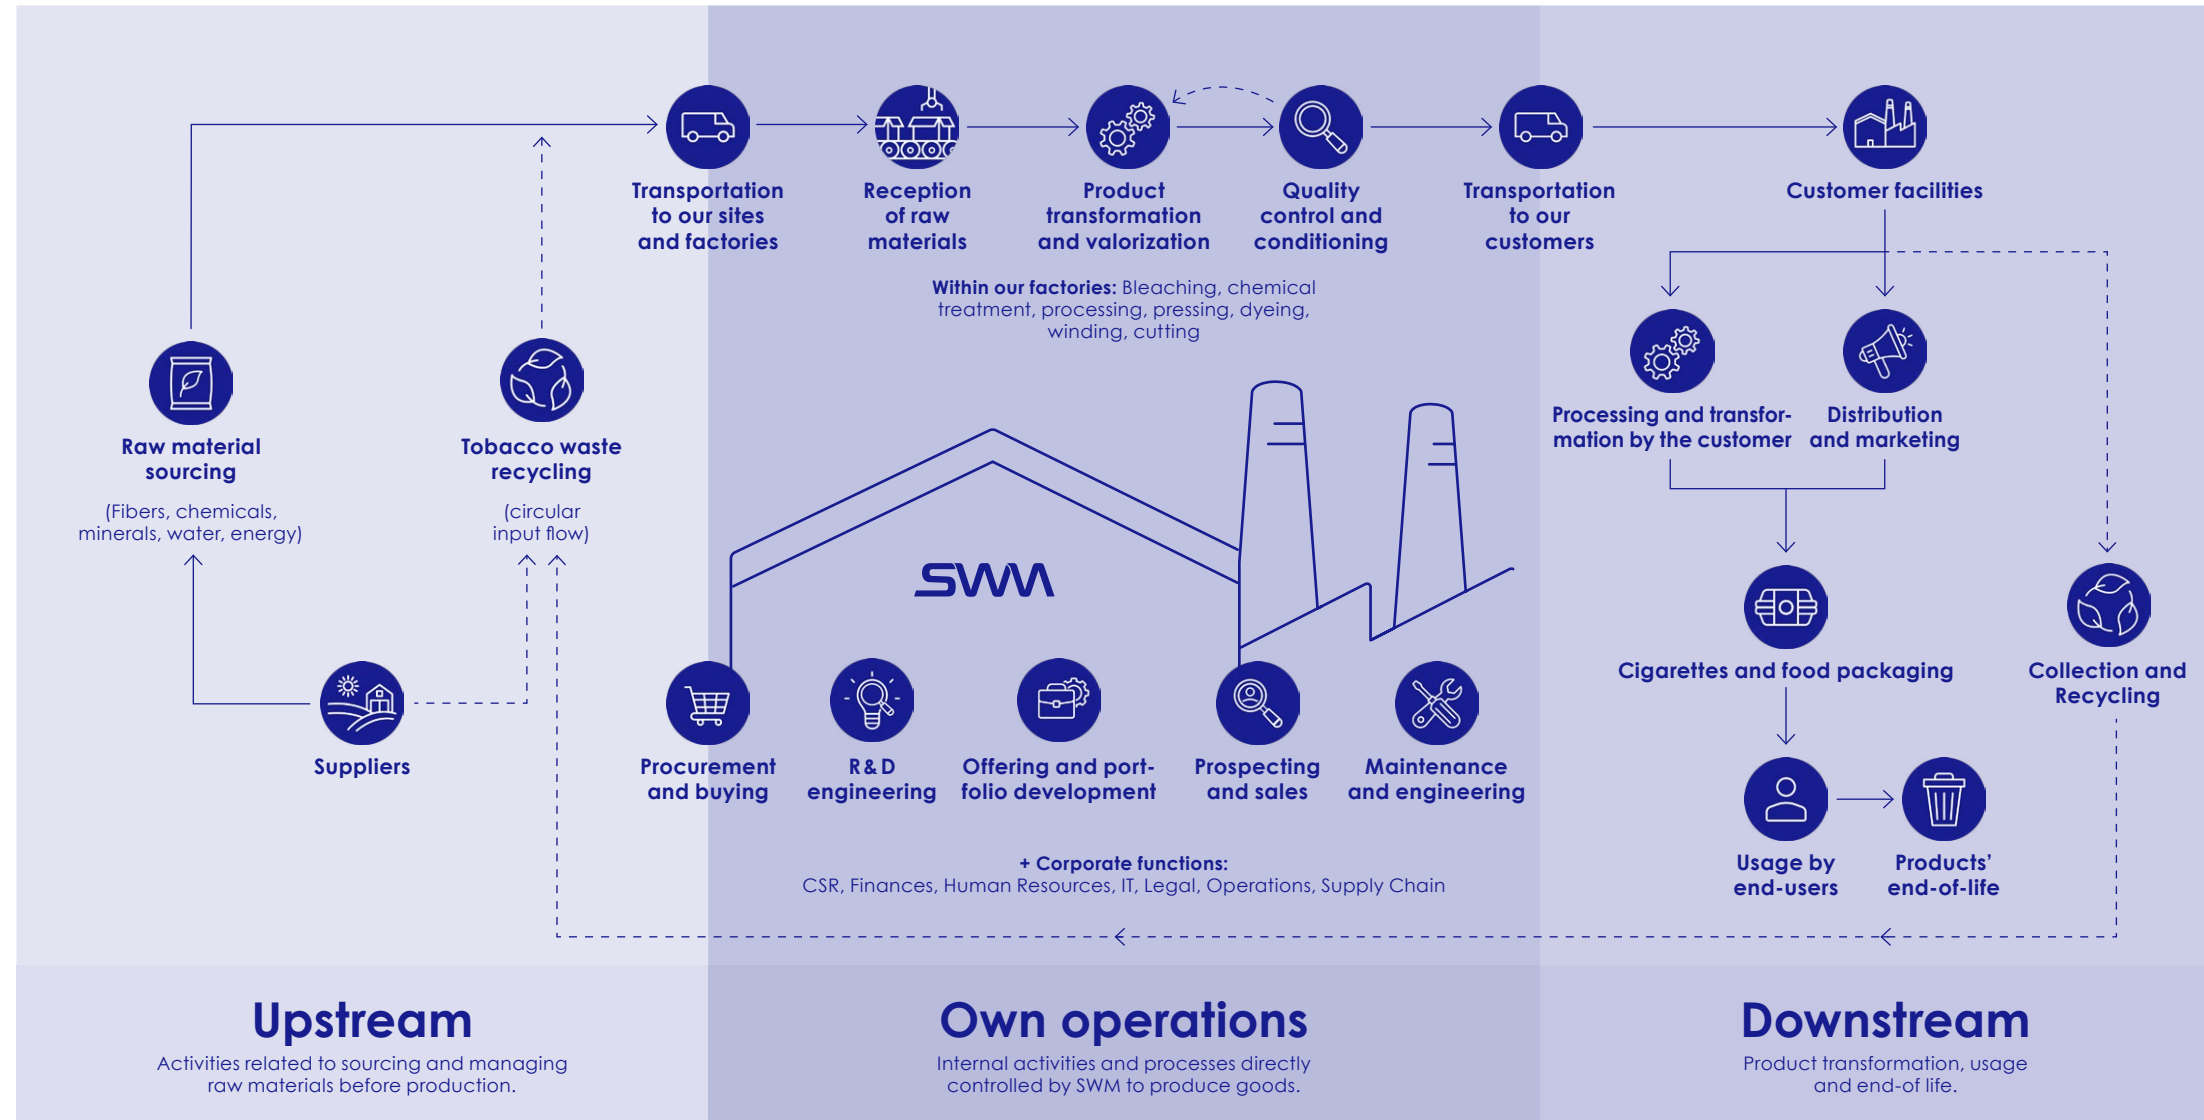 Transportation
to our sites
and factories
Reception
of raw
materials
Product
transformation
and valorization
Quality
control and
conditioning
Transportation
to our
customers
Customer facilities
Within our factories: Bleaching, chemical
treatment, processing, pressing, dyeing,
winding, cutting
Raw material
sourcing
(Fibers, chemicals,
minerals, water, energy)
Tobacco waste
recycling
(circular
input flow)
Processing and transfor-
mation by the customer
Distribution
and marketing
SWM
Cigarettes and food packaging
Collection and
Recycling
Suppliers
Procurement
and buying
R&D
engineering
Offering and port-
folio development
Prospecting
and sales
Maintenance
and engineering
Usage by
end-users
Products’
end-of-life
+ Corporate functions:
CSR, Finances, Human Resources, IT, Legal, Operations, Supply Chain
Upstream
Activities related to sourcing and managing
raw materials before production.
Own operations
Internal activities and processes directly
controlled by SWM to produce goods.
Downstream
Product transformation, usage
and end-of life.